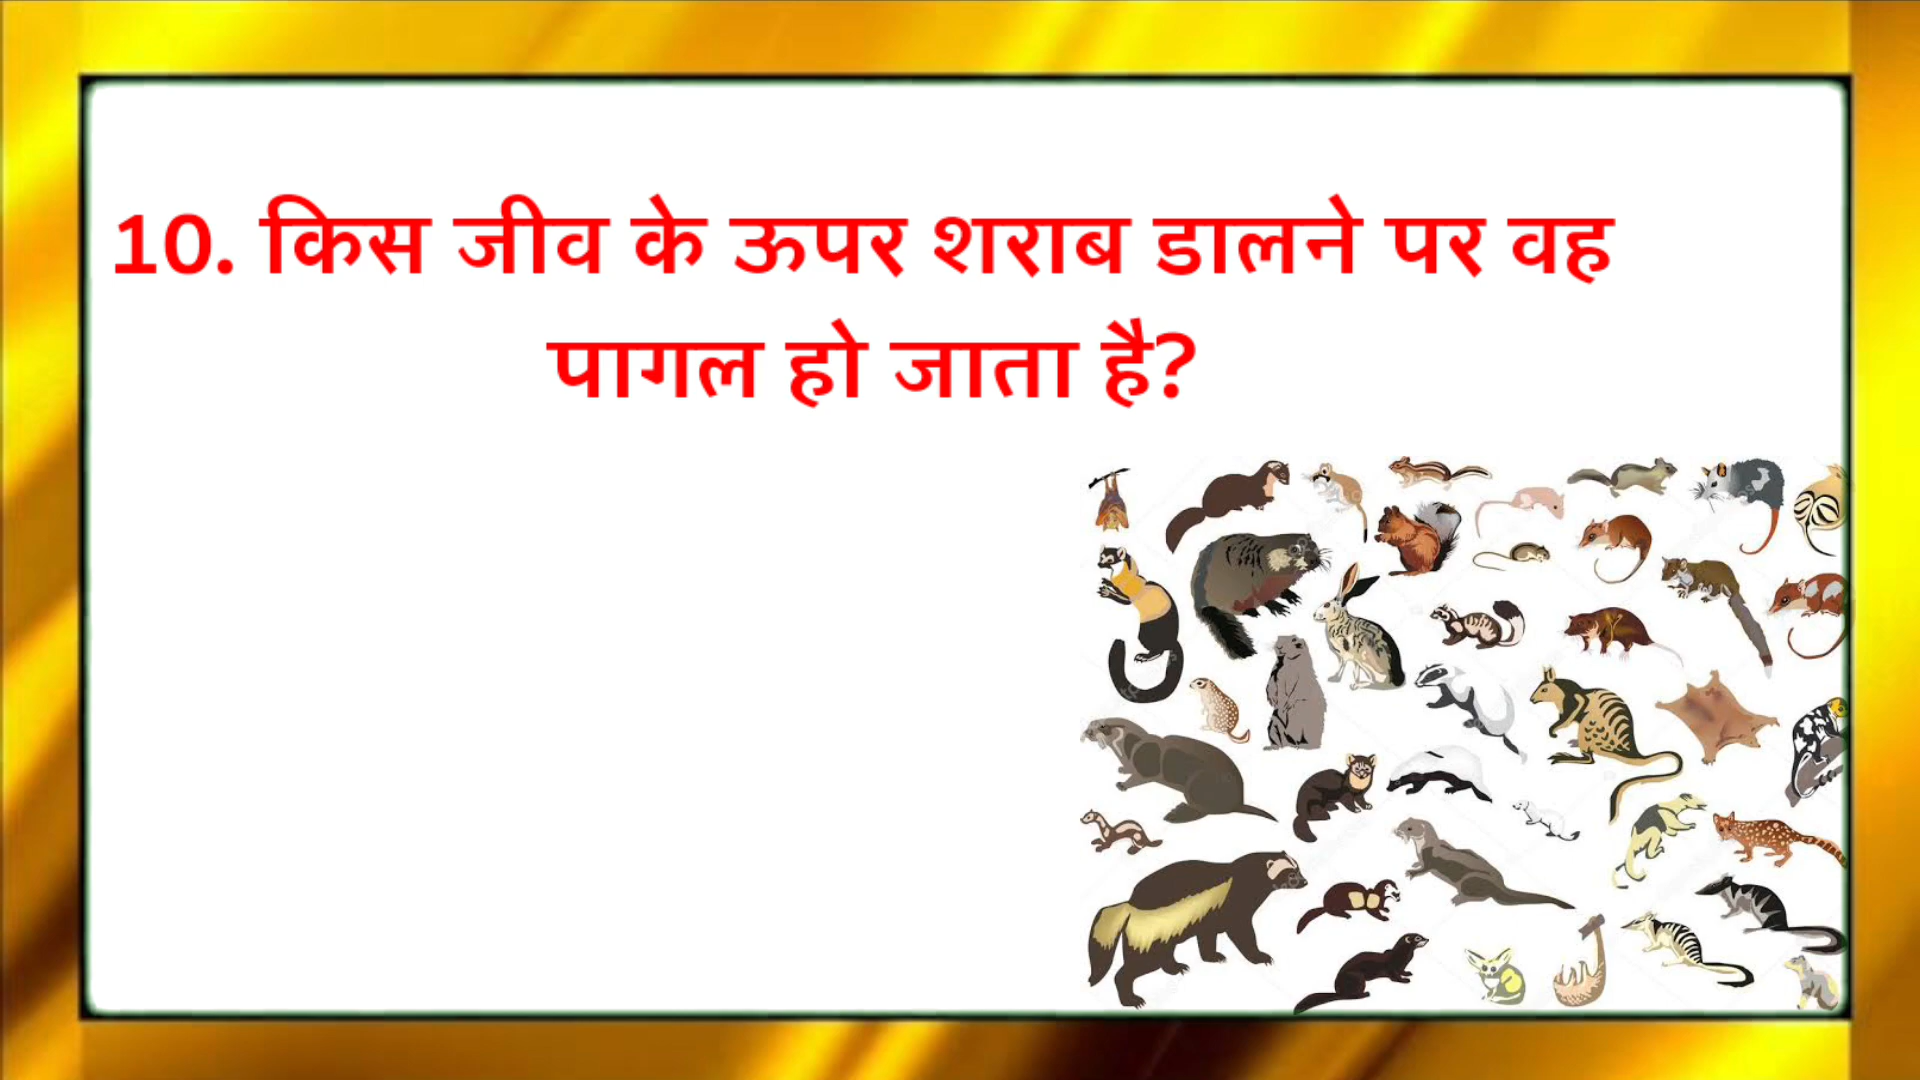 10. किस जीव के ऊपर शराब डालने पर वह
पागल हो जाता है?